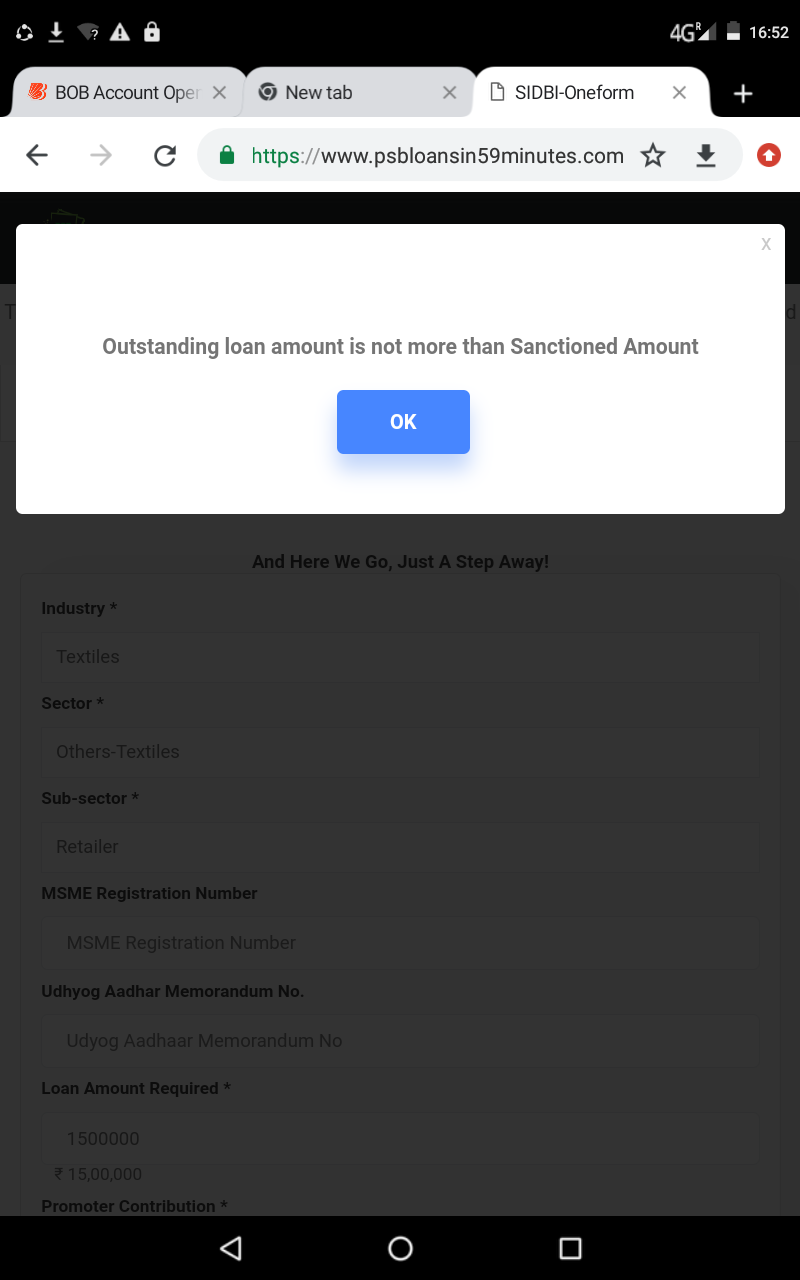 4G R 16:52
BOB Account Oper New tab SIDBI-Oneform
https://www.psbloansin59minutes.com
X
T d
Outstanding loan amount is not more than Sanctioned Amount
OK
And Here We Go, Just A Step Away!
Industry *
Textiles
Sector *
Others-Textiles
Sub-sector *
Retailer
MSME Registration Number
MSME Registration Number
Udhyog Aadhar Memorandum No.
Udyog Aadhaar Memorandum No
Loan Amount Required *
1500000
₹ 15,00,000
Promoter Contribution *